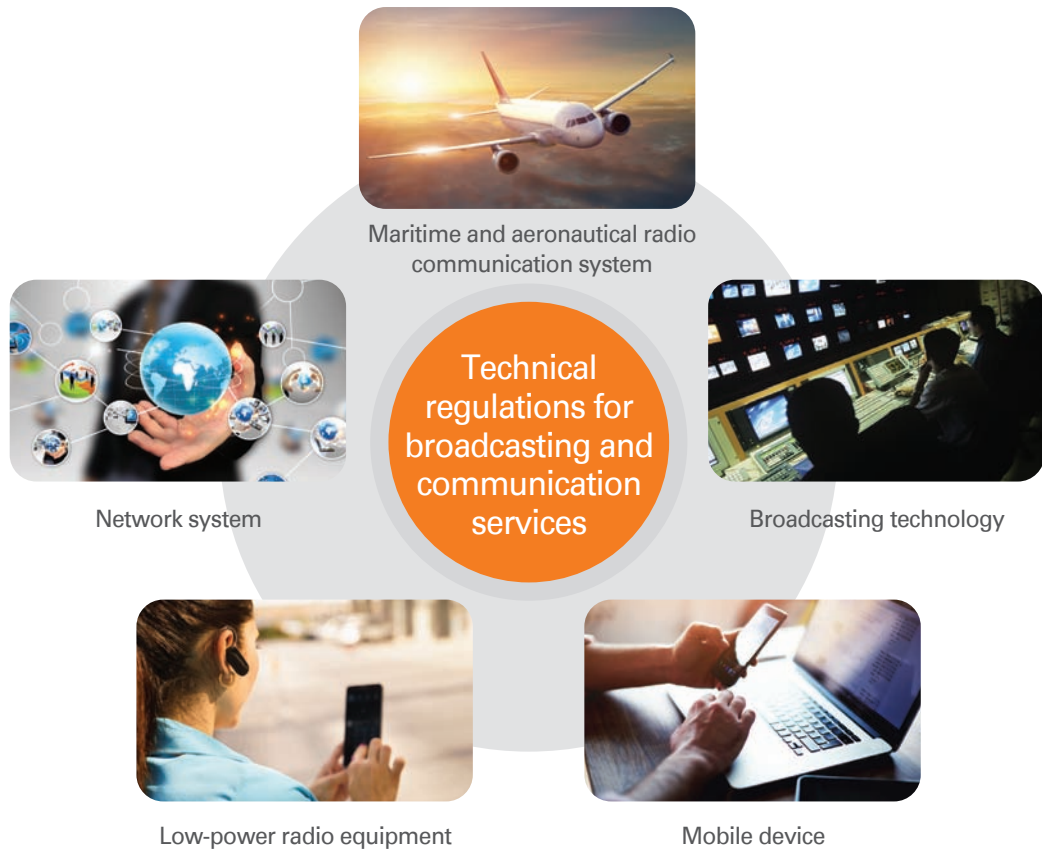 Maritime and aeronautical radio
communication system
Technical
regulations for
broadcasting and
communication
services
Network system
Broadcasting technology
Low-power radio equipment
Mobile device